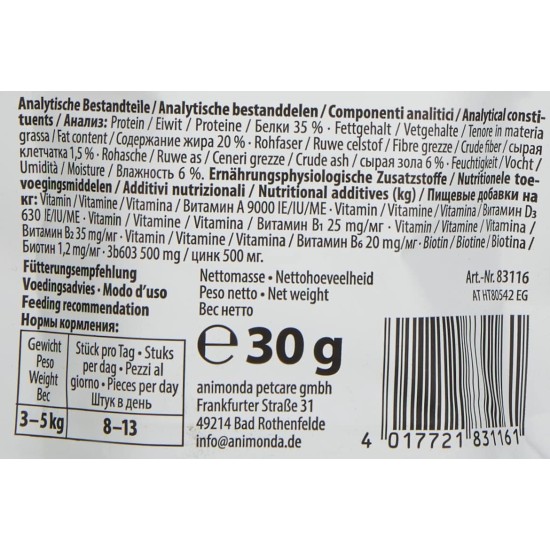 Analytische Bestandteile / Analytische bestanddelen / Componenti analitici / Analytical consti-
tuents / Анализ: Protein / Eiwit / Proteine / Белки 35 % · Fettgehalt / Vetgehalte / Tenore in materia
grassa / Fat content / Содержание жира 20 % · Rohfaser / Ruwe celstof / Fibre grezze / Crude fiber / сырая
клетчатка 1,5 % · Rohasche / Ruwe as / Ceneri grezze / Crude ash / сырая зола 6 % · Feuchtigkeit / Vocht /
Umidità / Moisture / Влажность 6 %. Ernährungsphysiologische Zusatzstoffe / Nutritionele toe-
voegingsmiddelen / Additivi nutrizionali / Nutritional additives (kg) / Пищевые добавки на
кг: Vitamin / Vitamine / Vitamina / Витамин A 9000 IE/IU/ME · Vitamin / Vitamine / Vitamina / Витамин D3
630 IE/IU/ME · Vitamin / Vitamine / Vitamina / Витамин B1 25 mg/мг · Vitamin / Vitamine / Vitamina /
Витамин B2 35 mg/мг · Vitamin / Vitamine / Vitamina / Витамин B6 20 mg/мг · Biotin / Biotine / Biotina /
Биотин 1,2 mg/мг · 3b603 500 mg / цинк 500 мг.
Fütterungsempfehlung
Voedingsadvies · Modo d’uso
Feeding recommendation
Нормы кормления:
Gewicht
Peso
Weight
Вес
Stück pro Tag · Stuks
per dag · Pezzi al
giorno · Pieces per day
Штук в день
3–5kg
8–13
Nettomasse · Nettohoeveelheid
Peso netto · Net weight
Вес нетто
℮ 30 g
animonda petcare gmbh
Frankfurter Straße 31
49214 Bad Rothenfelde
info@animonda.de
Art.-Nr. 83116
AT HT80542 EG
4 017721 831161